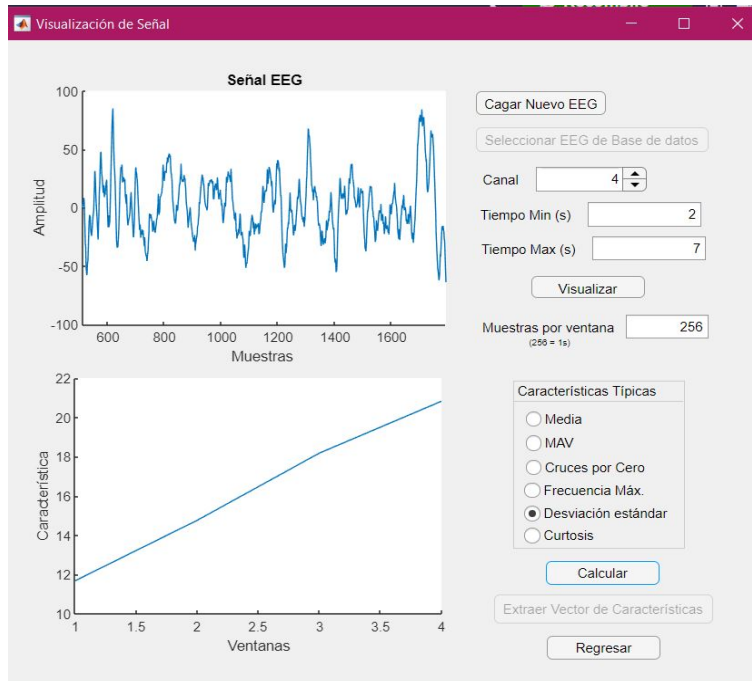 Visualización de Señal
Señal EEG
100
50
0
-50
-100
Amplitud
600 800 1000 1200 1400 1600
Muestras
Cagar Nuevo EEG
Seleccionar EEG de Base de datos
Canal 4
Tiempo Min (s) 2
Tiempo Max (s) 7
Visualizar
Muestras por ventana 256
(256 = 1s)
22
20
18
16
14
12
10
Característica
1 1.5 2 2.5 3 3.5 4
Ventanas
Características Típicas
Media
MAV
Cruces por Cero
Frecuencia Máx.
Desviación estándar
Curtosis
Calcular
Extraer Vector de Características
Regresar